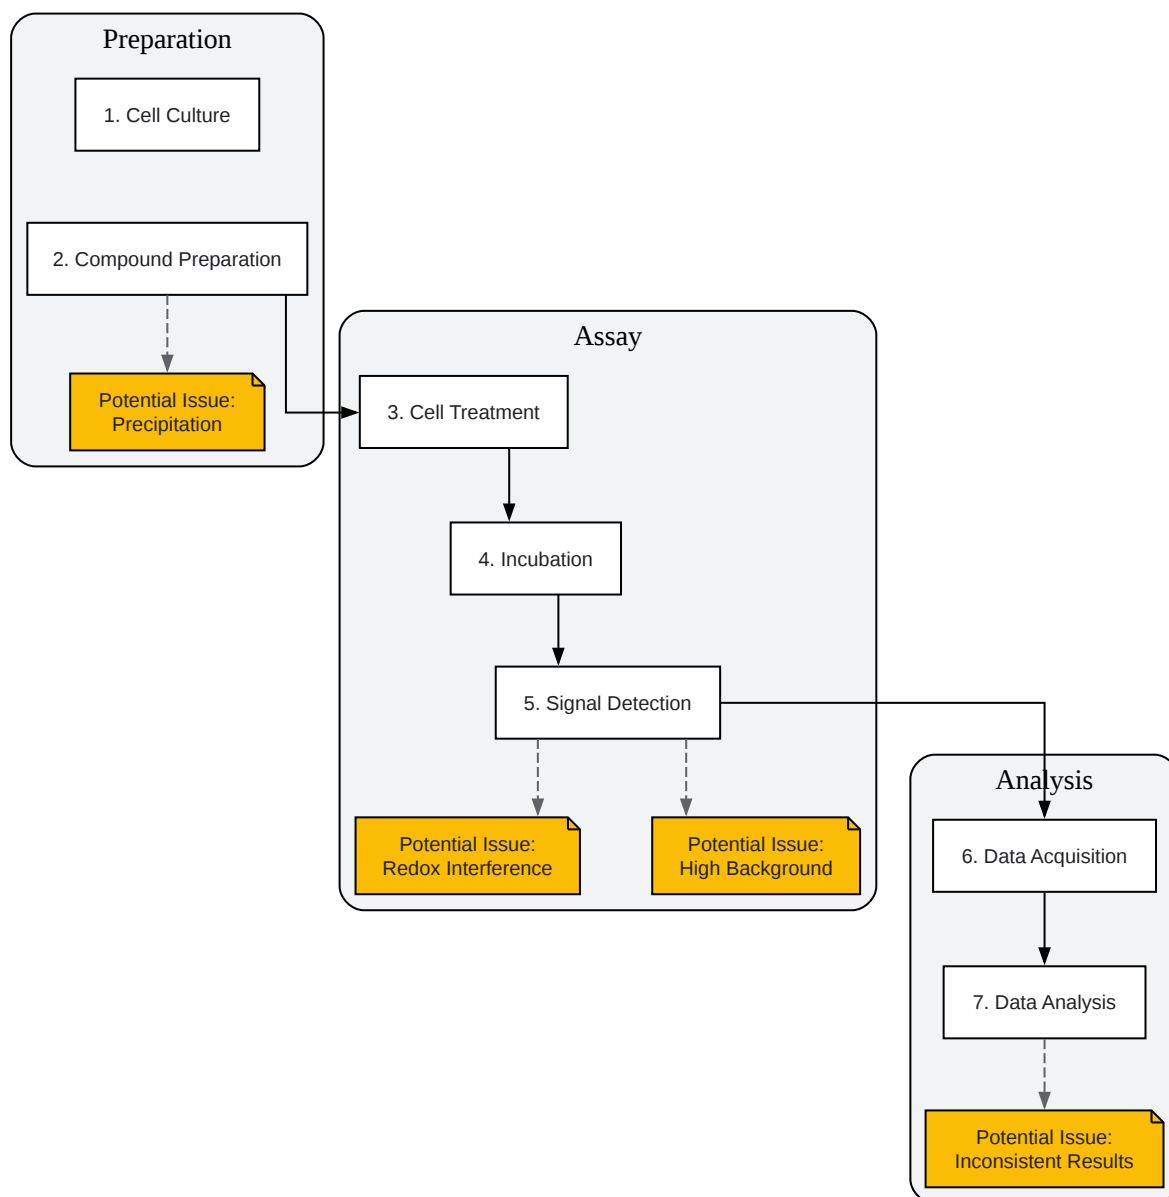 Preparation
1. Cell Culture
2. Compound Preparation
Potential Issue:
Precipitation
Assay
3. Cell Treatment
4. Incubation
5. Signal Detection
Potential Issue:
Redox Interference
Potential Issue:
High Background
Analysis
6. Data Acquisition
7. Data Analysis
Potential Issue:
Inconsistent Results